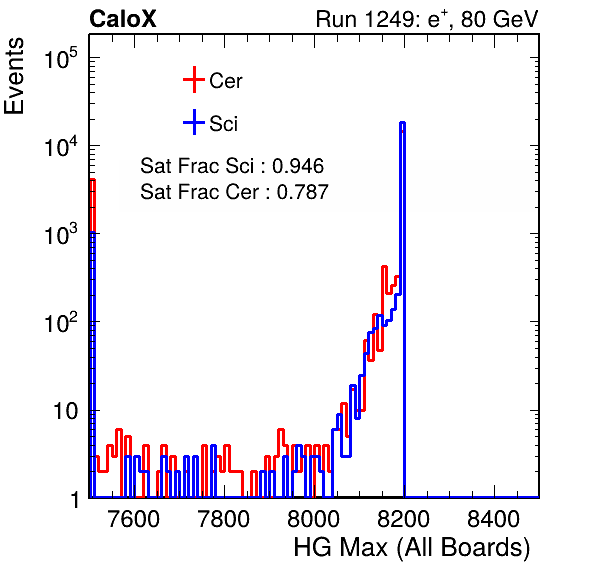 CaloX
Run 1249: e+, 80 GeV
Events
10^5
10^4
10^3
10^2
10
1
Cer
Sci
Sat Frac Sci : 0.946
Sat Frac Cer : 0.787
7600 7800 8000 8200 8400
HG Max (All Boards)